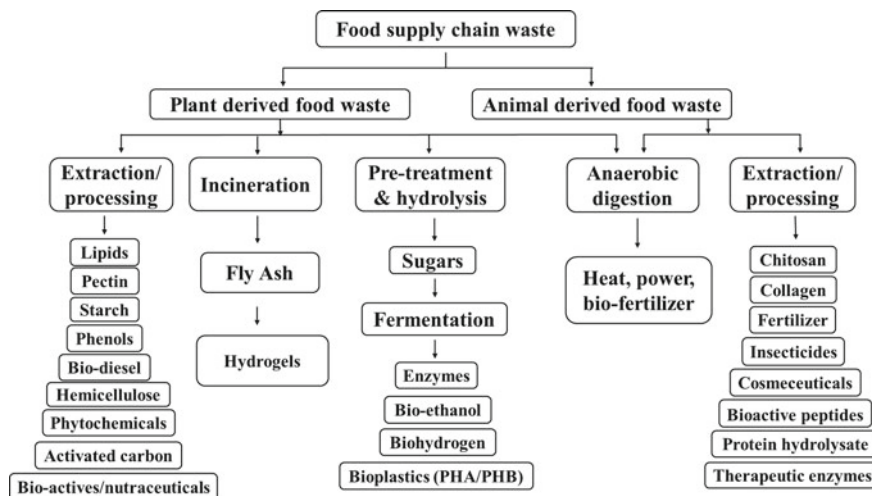 Food supply chain waste
Plant derived food waste
Animal derived food waste
Extraction/
processing
Lipids
Pectin
Starch
Phenols
Bio-diesel
Hemicellulose
Phytochemicals
Activated carbon
Bio-actives/nutraceuticals
Incineration
Fly Ash
Hydrogels
Pre-treatment
& hydrolysis
Sugars
Fermentation
Enzymes
Bio-ethanol
Biohydrogen
Bioplastics (PHA/PHB)
Anaerobic
digestion
Heat, power,
bio-fertilizer
Extraction/
processing
Chitosan
Collagen
Fertilizer
Insecticides
Cosmeceuticals
Bioactive peptides
Protein hydrolysate
Therapeutic enzymes